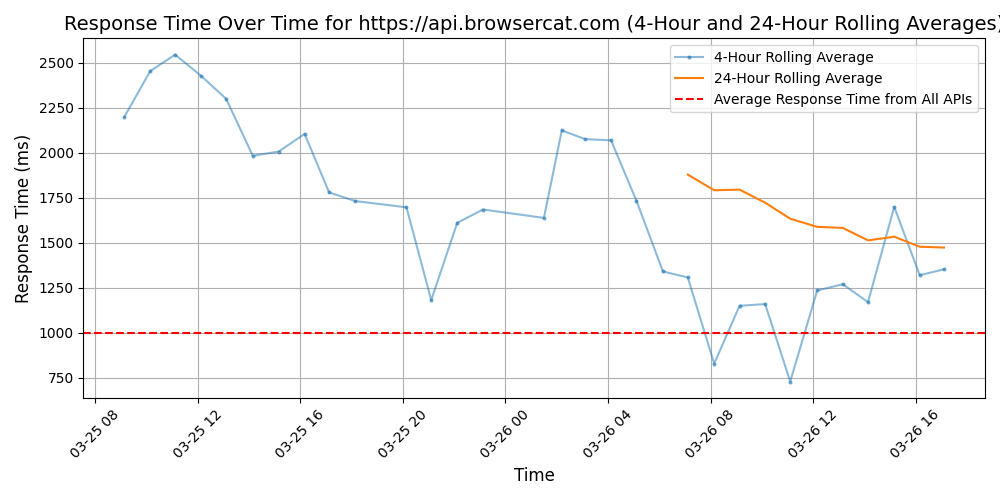 Response Time Over Time for https://api.browsercat.com (4-Hour and 24-Hour Rolling Averages)
4-Hour Rolling Average
24-Hour Rolling Average
Average Response Time from All APIs
Response Time (ms)
2500
2250
2000
1750
1500
1250
1000
750
03-25 08
03-25 12
03-25 16
03-25 20
03-26 00
03-26 04
03-26 08
03-26 12
03-26 16
Time